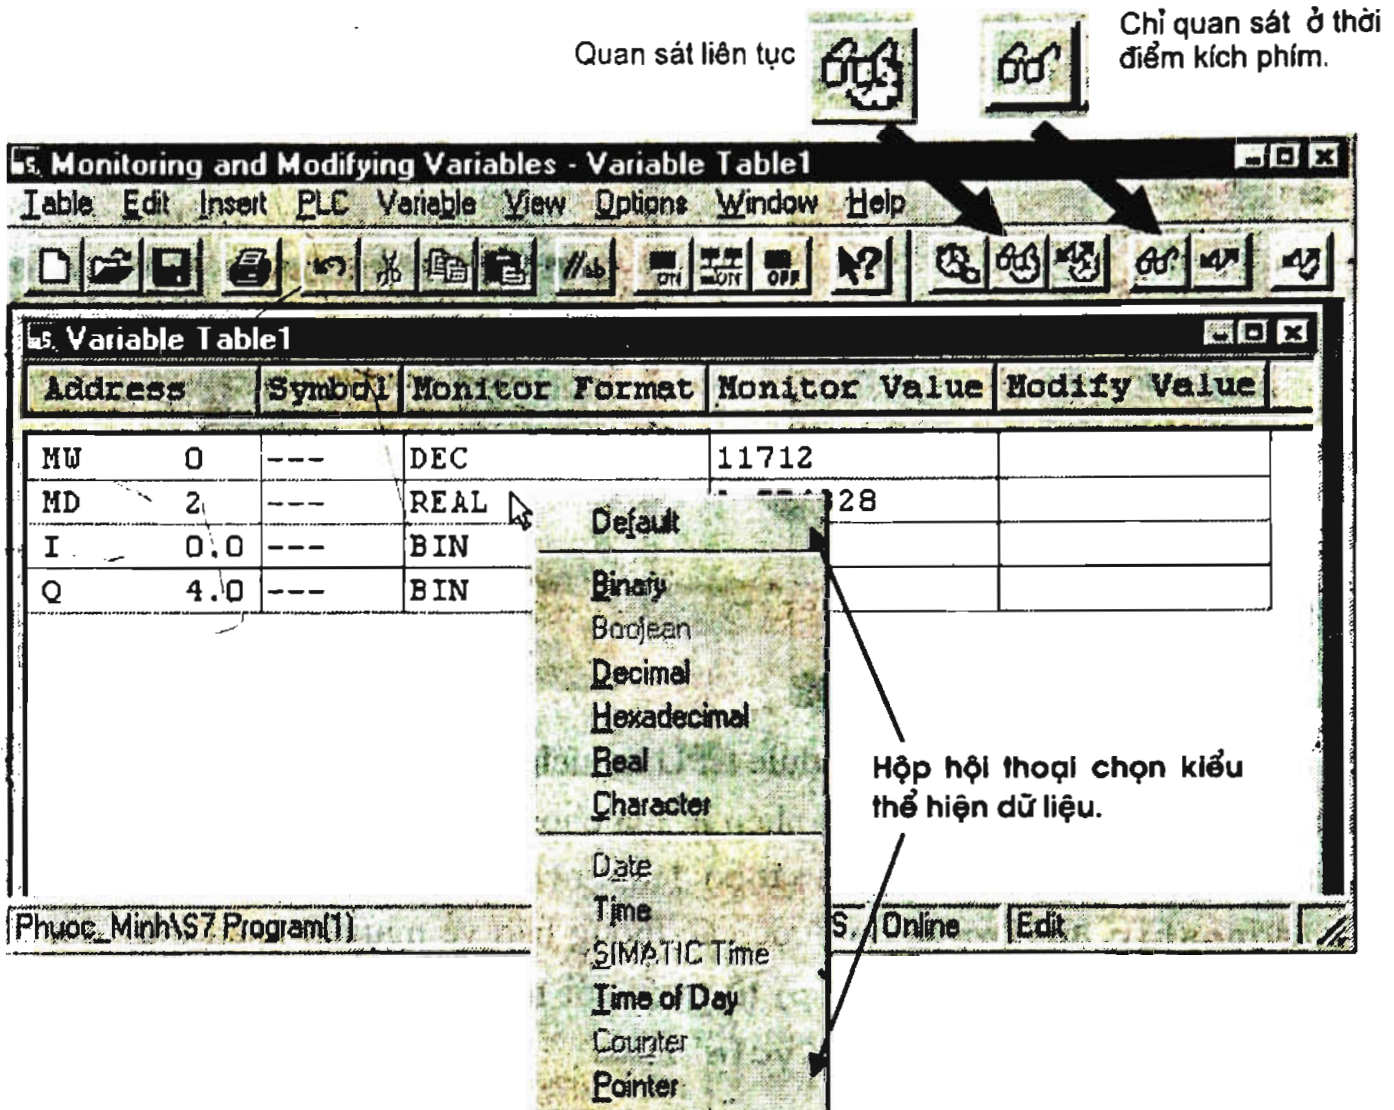 Quan sát liên tục
Chỉ quan sát ở thời
điểm kích phím.
Monitoring and Modifying Variables - Variable Table1
Table Edit Insert PLC Variable View Options Window Help
ON ON OFF
Variable Table1
Address Symbol Monitor Format Monitor Value Modify Value
MW 0 --- DEC 11712
MD 2 --- REAL 328
I 0.0 --- BIN
Q 4.0 --- BIN
Default
Binary
Boolean
Decimal
Hexadecimal
Real
Character
Date
Time
SIMATIC Time
Time of Day
Counter
Pointer
Hộp hội thoại chọn kiểu
thể hiện dữ liệu.
Phuoc_Minh\S7 Program(1) S. Online Edit